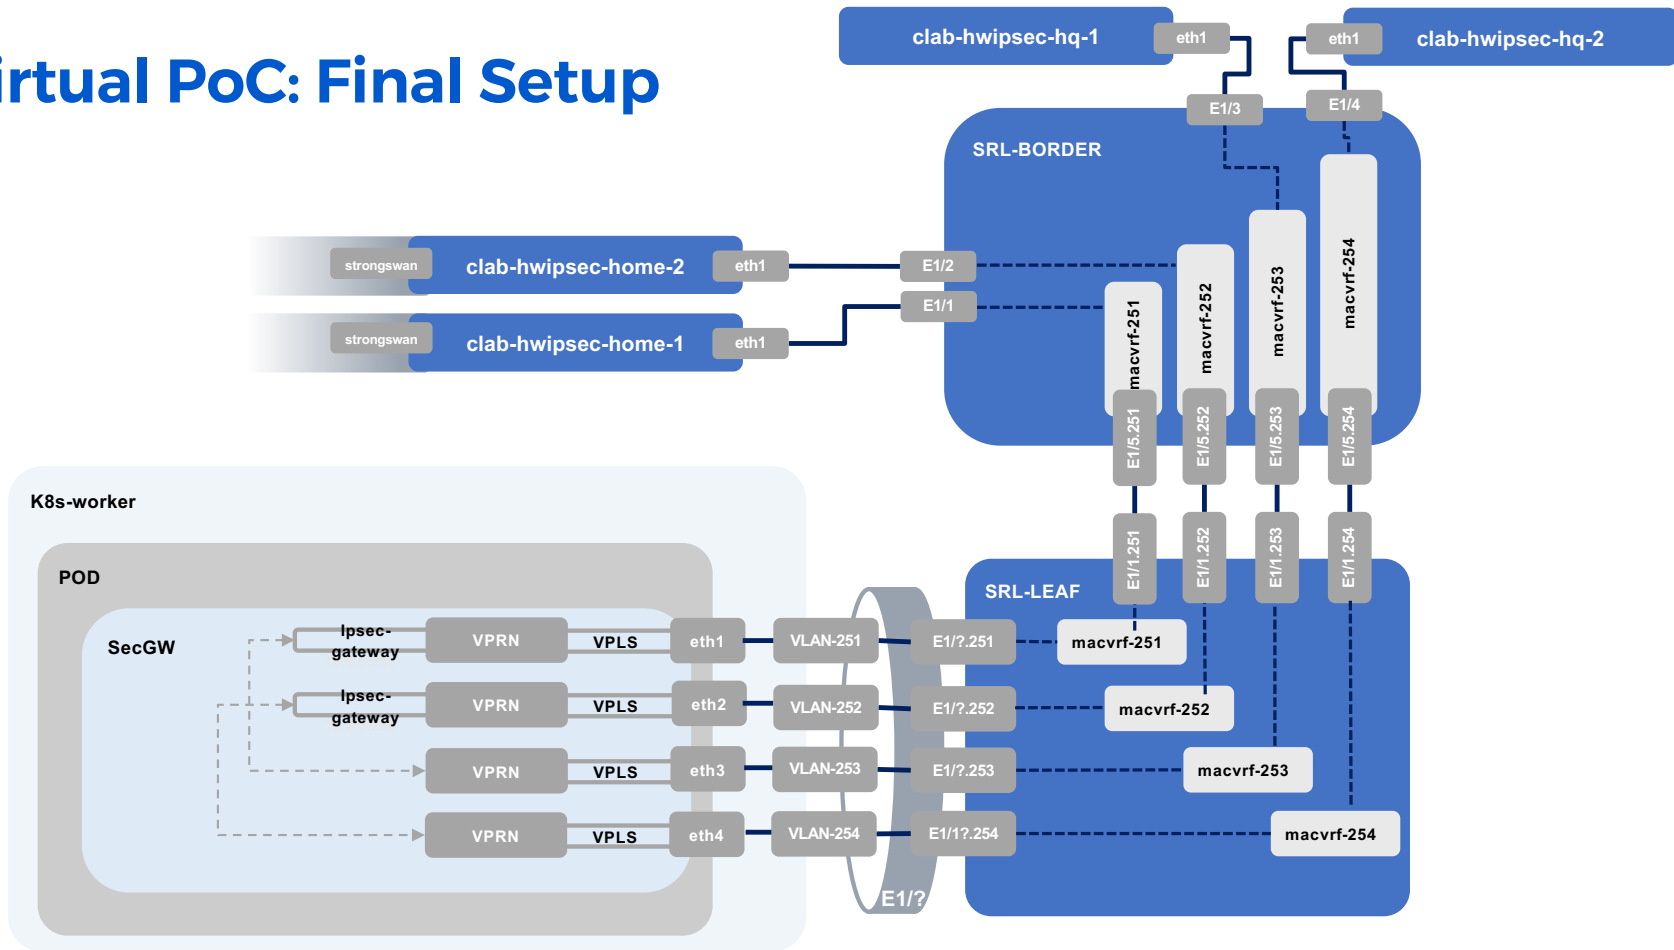 irtual PoC: Final Setup
clab-hwipsec-hq-1
eth1
eth1
clab-hwipsec-hq-2
E1/3
E1/4
SRL-BORDER
strongswan
clab-hwipsec-home-2
eth1
E1/2
strongswan
clab-hwipsec-home-1
eth1
E1/1
macvrf-251
macvrf-252
macvrf-253
macvrf-254
E1/5.251
E1/5.252
E1/5.253
E1/5.254
E1/1.251
E1/1.252
E1/1.253
E1/1.254
K8s-worker
POD
SecGW
SRL-LEAF
Ipsec-
gateway
VPRN
VPLS
eth1
VLAN-251
E1/?.251
macvrf-251
Ipsec-
gateway
VPRN
VPLS
eth2
VLAN-252
E1/?.252
macvrf-252
VPRN
VPLS
eth3
VLAN-253
E1/?.253
macvrf-253
VPRN
VPLS
eth4
VLAN-254
E1/1?.254
macvrf-254
E1/?